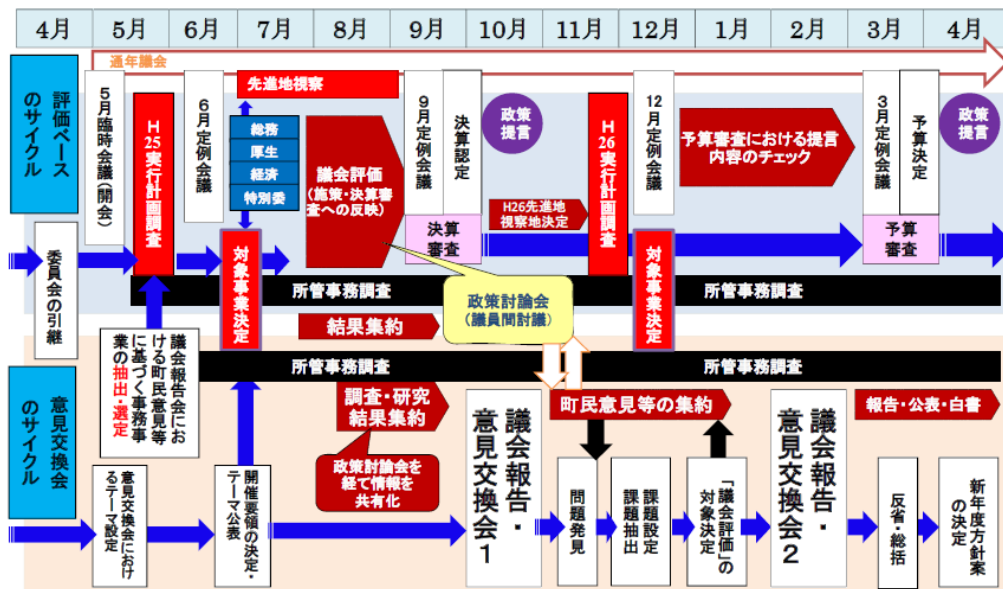 4月
5月
6月
7月
8月
9月
10月
11月
12月
1月
2月
3月
4月
通年議会
評価ベース
のサイクル
5月臨時会議(開会)
H25実行計画調査
6月定例会議
先進地視察
総務
厚生
経済
特別委
議会評価
(施策・決算審
査への反映)
9月定例会議
決算認定
政策
提言
H26先進地
視察地決定
H26実行計画調査
12月定例会議
予算審査における提言
内容のチェック
3月定例会議
予算決定
政策
提言
委員会の引継
対象事業決定
決算
審査
対象事業決定
予算
審査
所管事務調査
所管事務調査
政策討論会
(議員間討議)
結果集約
議会報告会にお
ける町民意見等
に基づく事務事
業の抽出・選定
所管事務調査
所管事務調査
意見交換会
のサイクル
調査・研究
結果集約
政策討論会を
経て情報を
共有化
議会報告・
意見交換会1
町民意見等の集約
議会報告・
意見交換会2
報告・公表・白書
意見交換会におけ
るテーマ設定
開催要領の決定・
テーマ公表
問題発見
課題設定
課題抽出
「議会評価」の
対象決定
反省・総括
新年度方針案
の決定